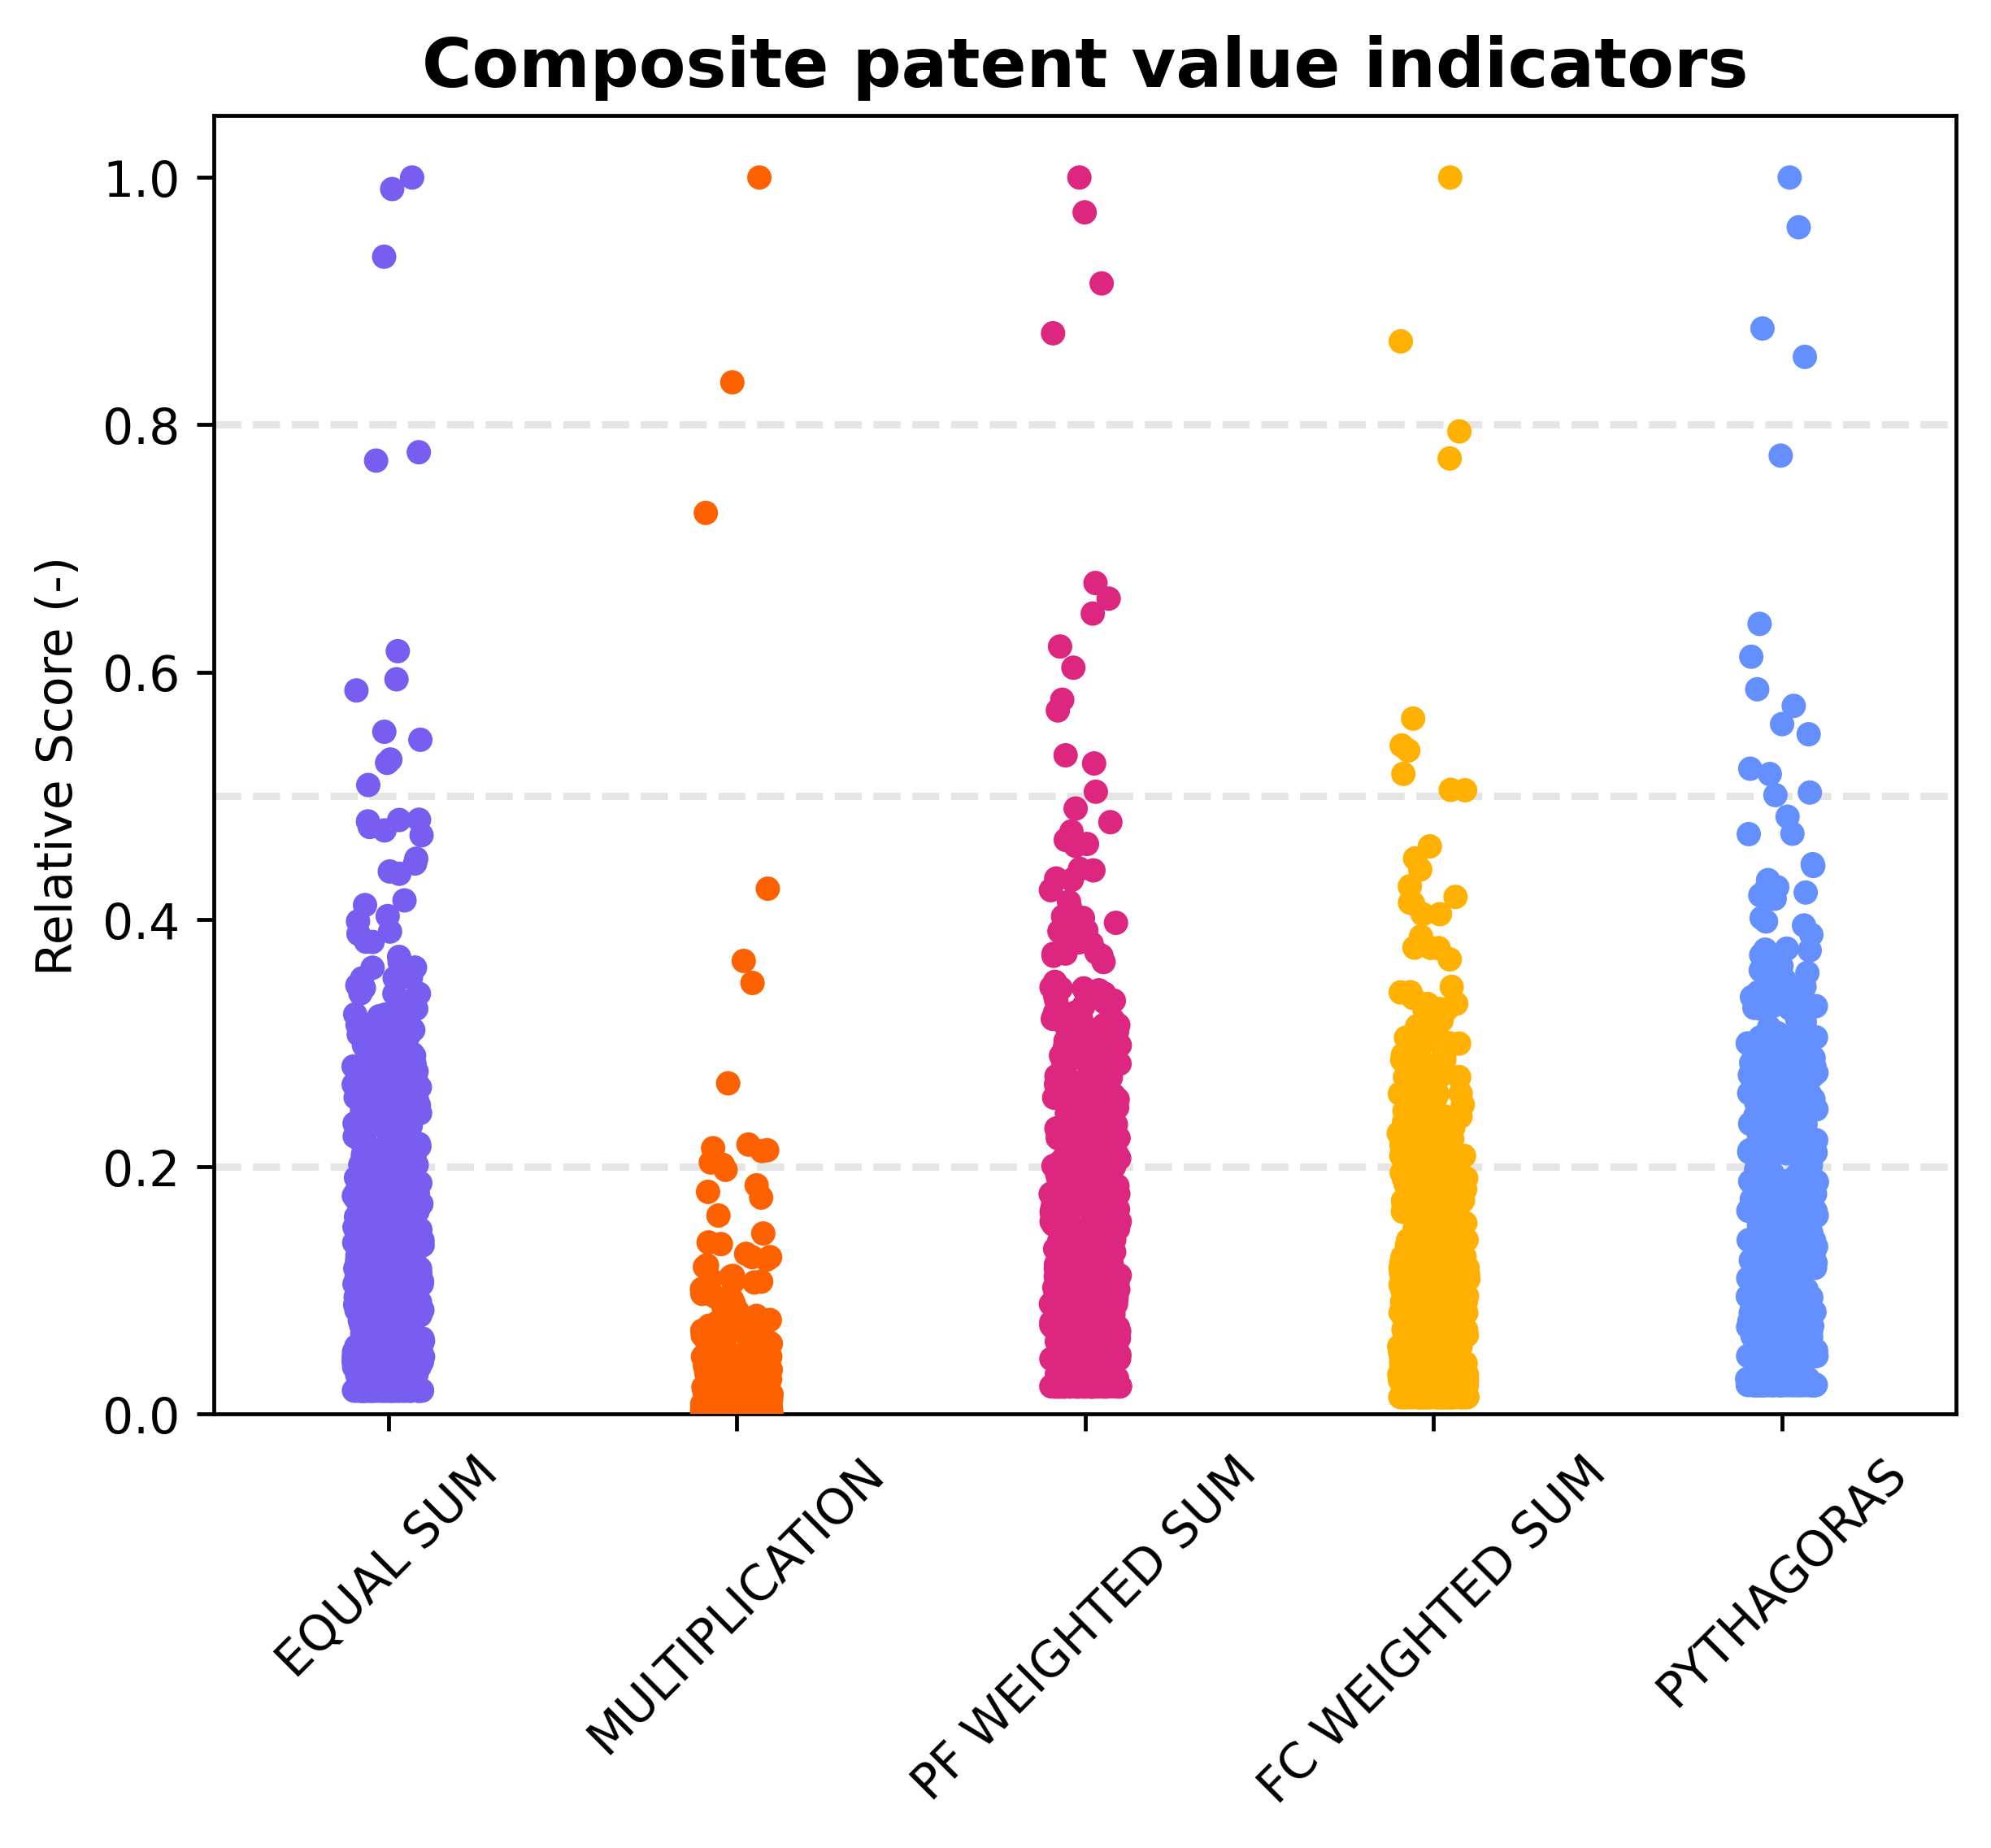 Composite patent value indicators
Relative Score (-)
1.0
0.8
0.6
0.4
0.2
0.0
EQUAL SUM
MULTIPLICATION
PF WEIGHTED SUM
FC WEIGHTED SUM
PYTHAGORAS